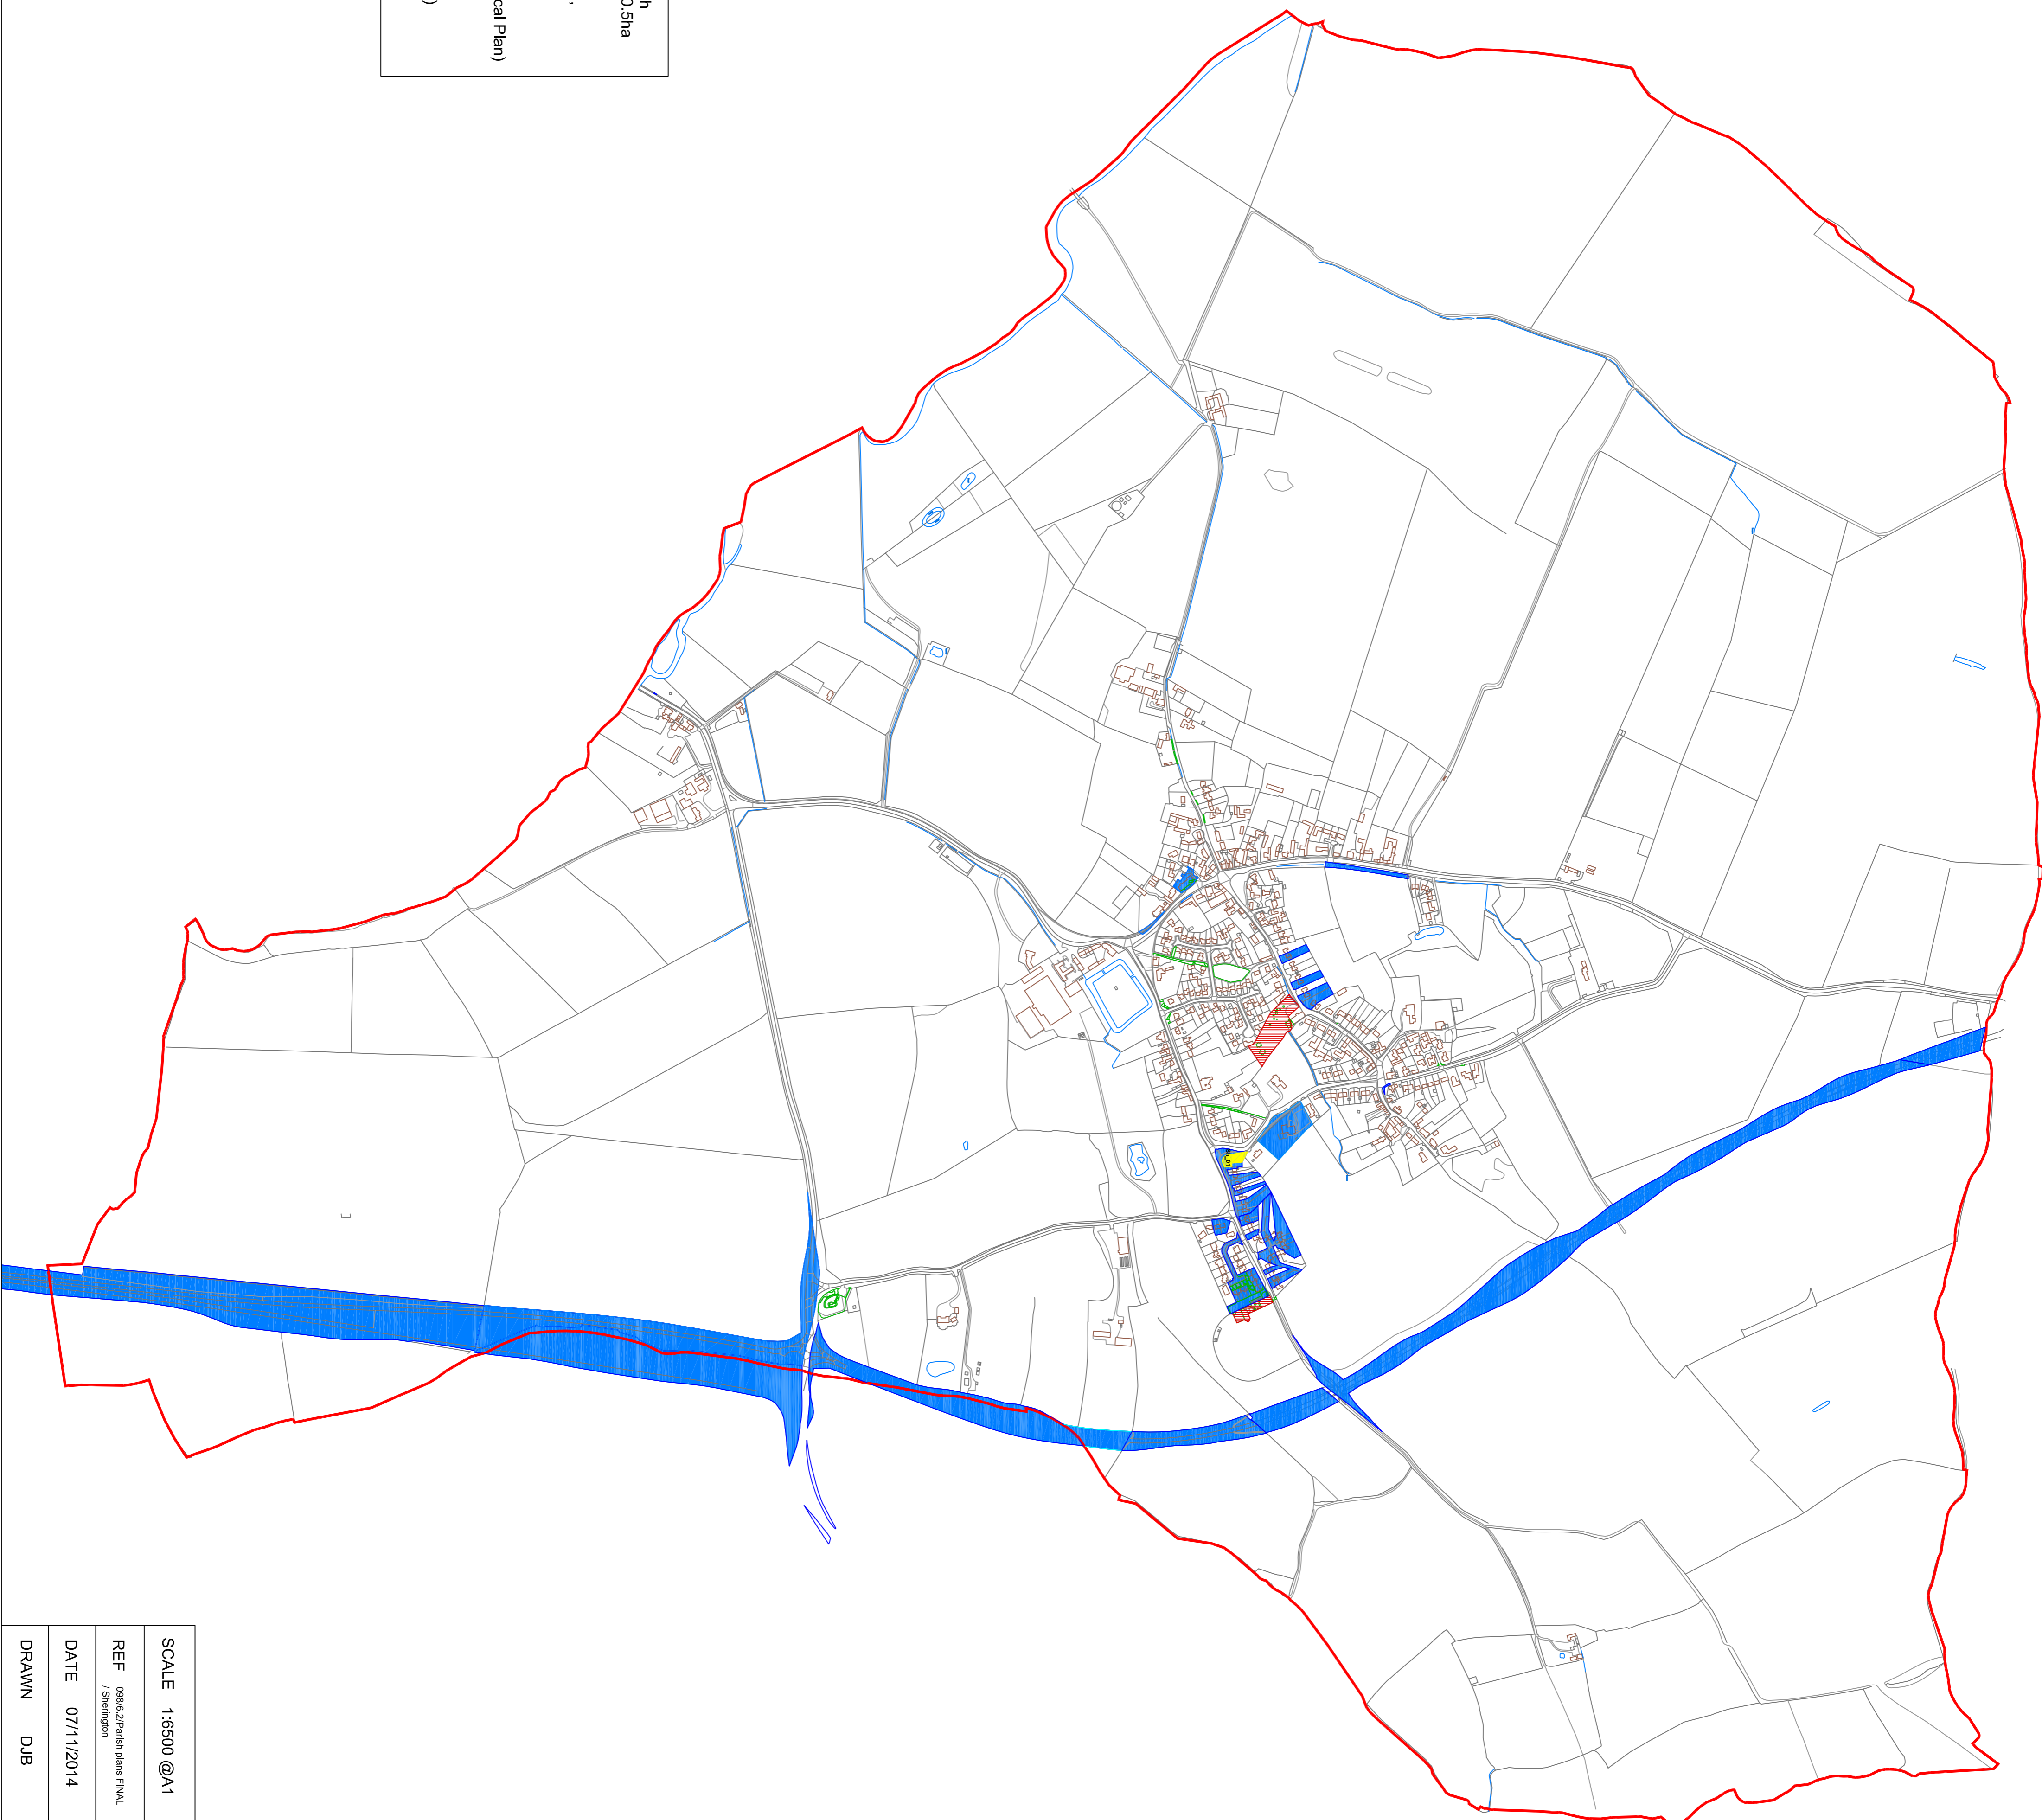 h
0.5ha
cal Plan)
)
SCALE 1:6500 @A1
REF 098/6.2/Parish plans FINAL
/ Sherington
DATE 07/11/2014
DRAWN DJB